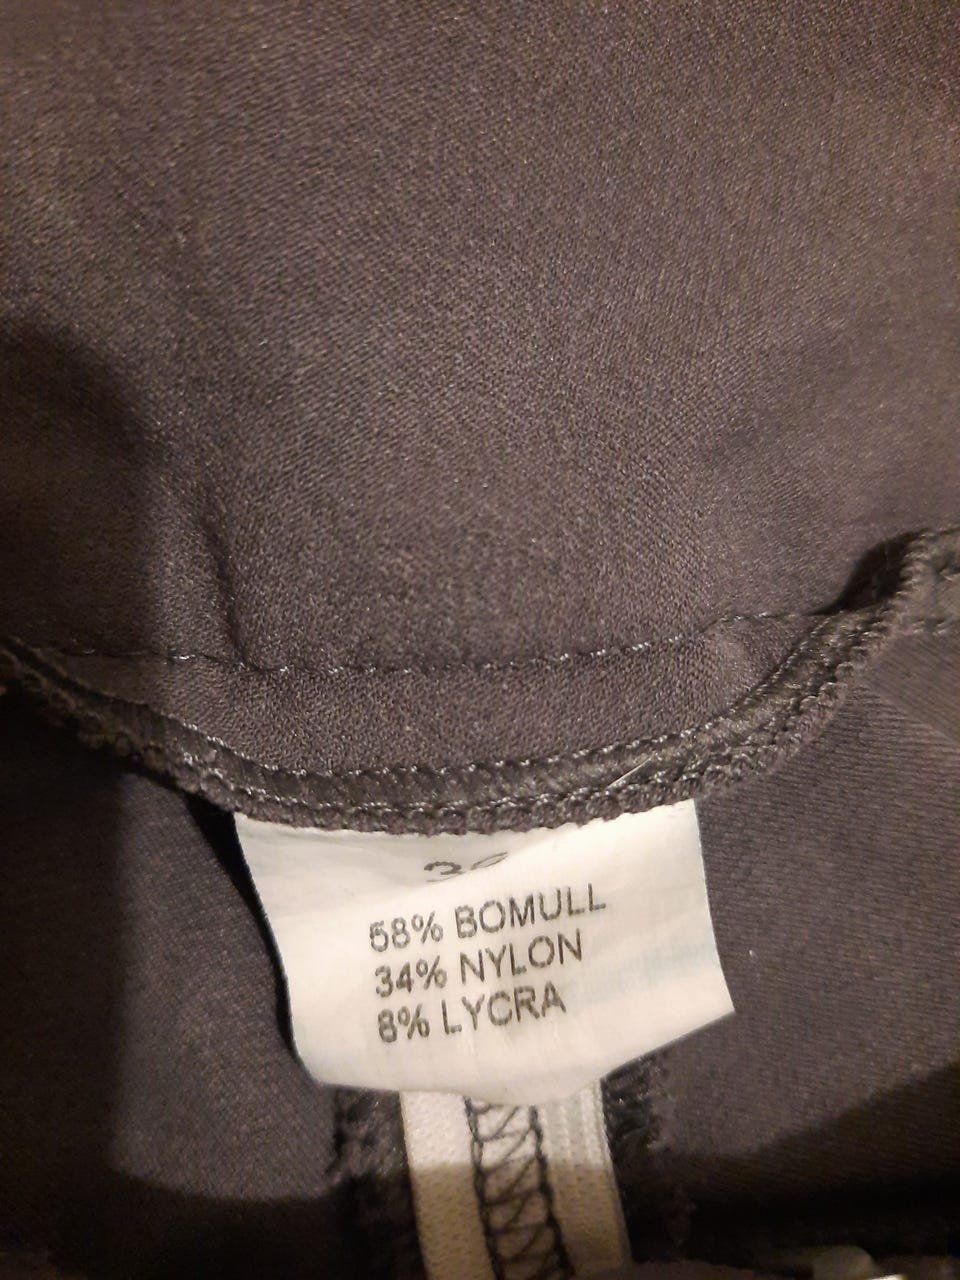 58% BOMULL
34% NYLON
8% LYCRA